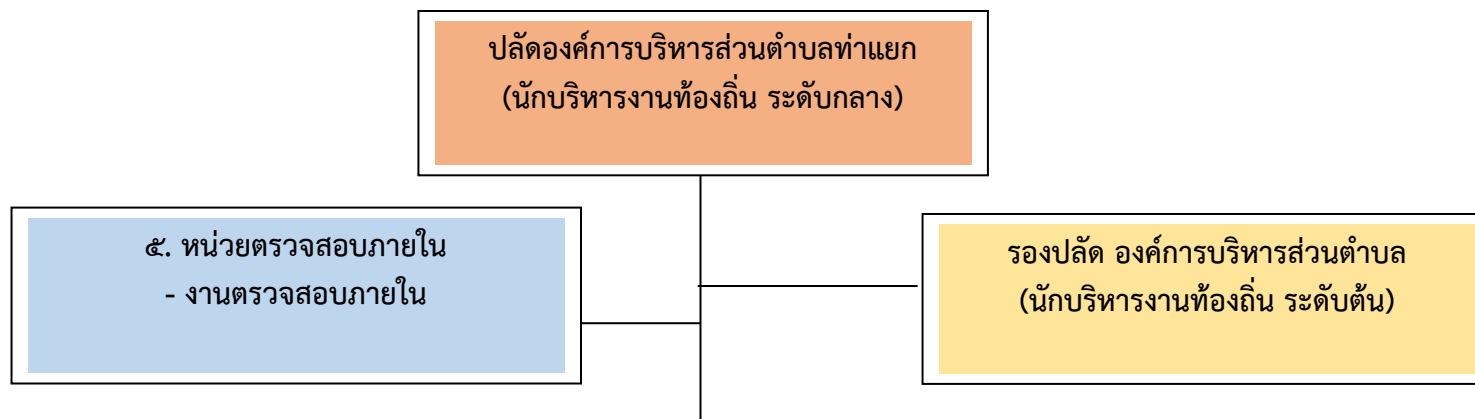 ปลัดองค์การบริหารส่วนตำบลท่าแยก
(นักบริหารงานท้องถิ่น ระดับกลาง)
๕. หน่วยตรวจสอบภายใน
- งานตรวจสอบภายใน
รองปลัด องค์การบริหารส่วนตำบล
(นักบริหารงานท้องถิ่น ระดับต้น)